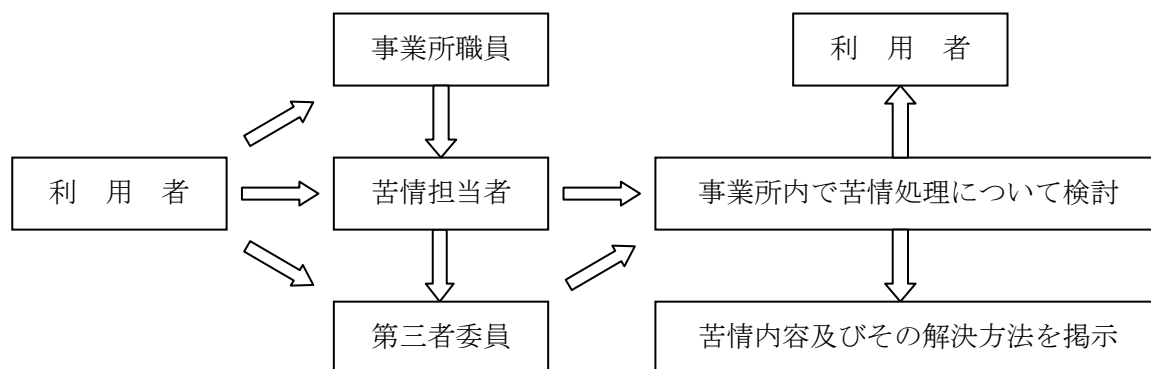 事業所職員
利　用　者
利　用　者
苦情担当者
事業所内で苦情処理について検討
第三者委員
苦情内容及びその解決方法を掲示